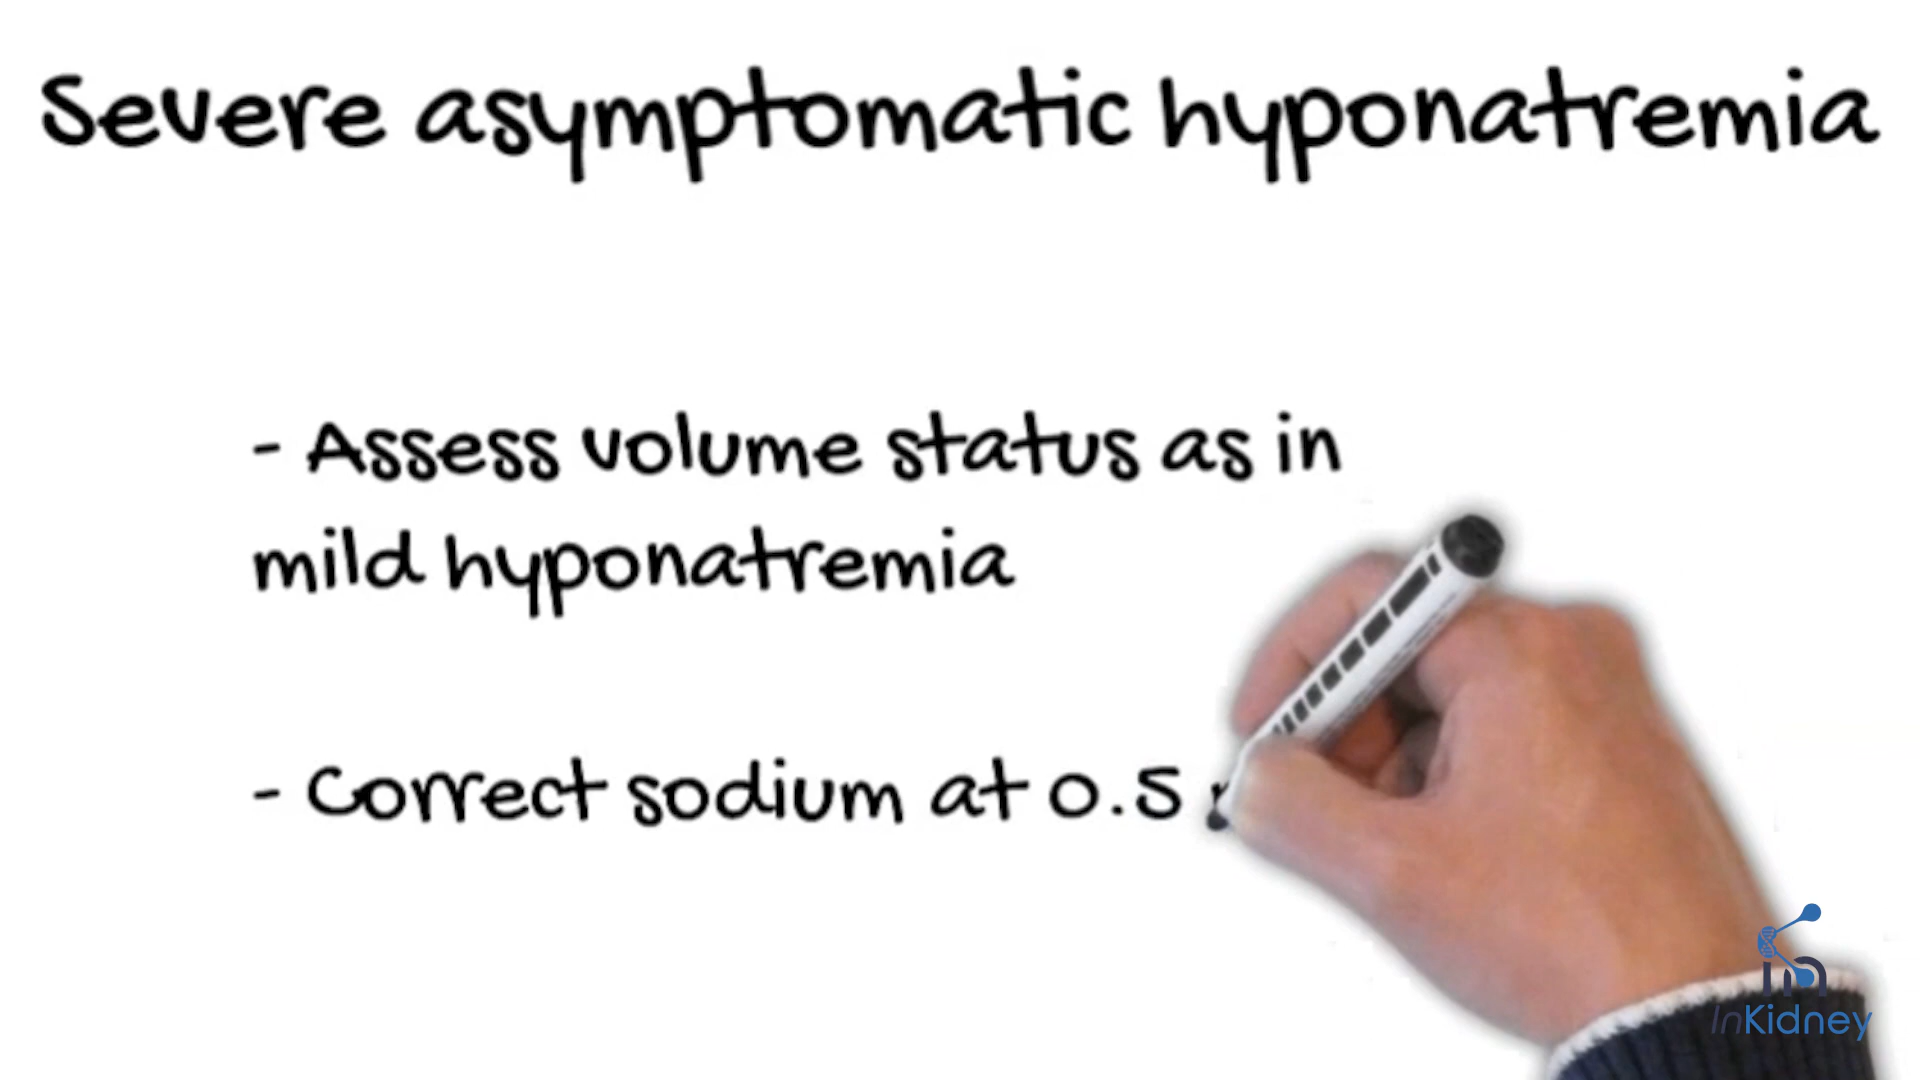 Severe asymptomatic hyponatremia
- Assess volume status as in
mild hyponatremia
- Correct sodium at 0.5
InKidney